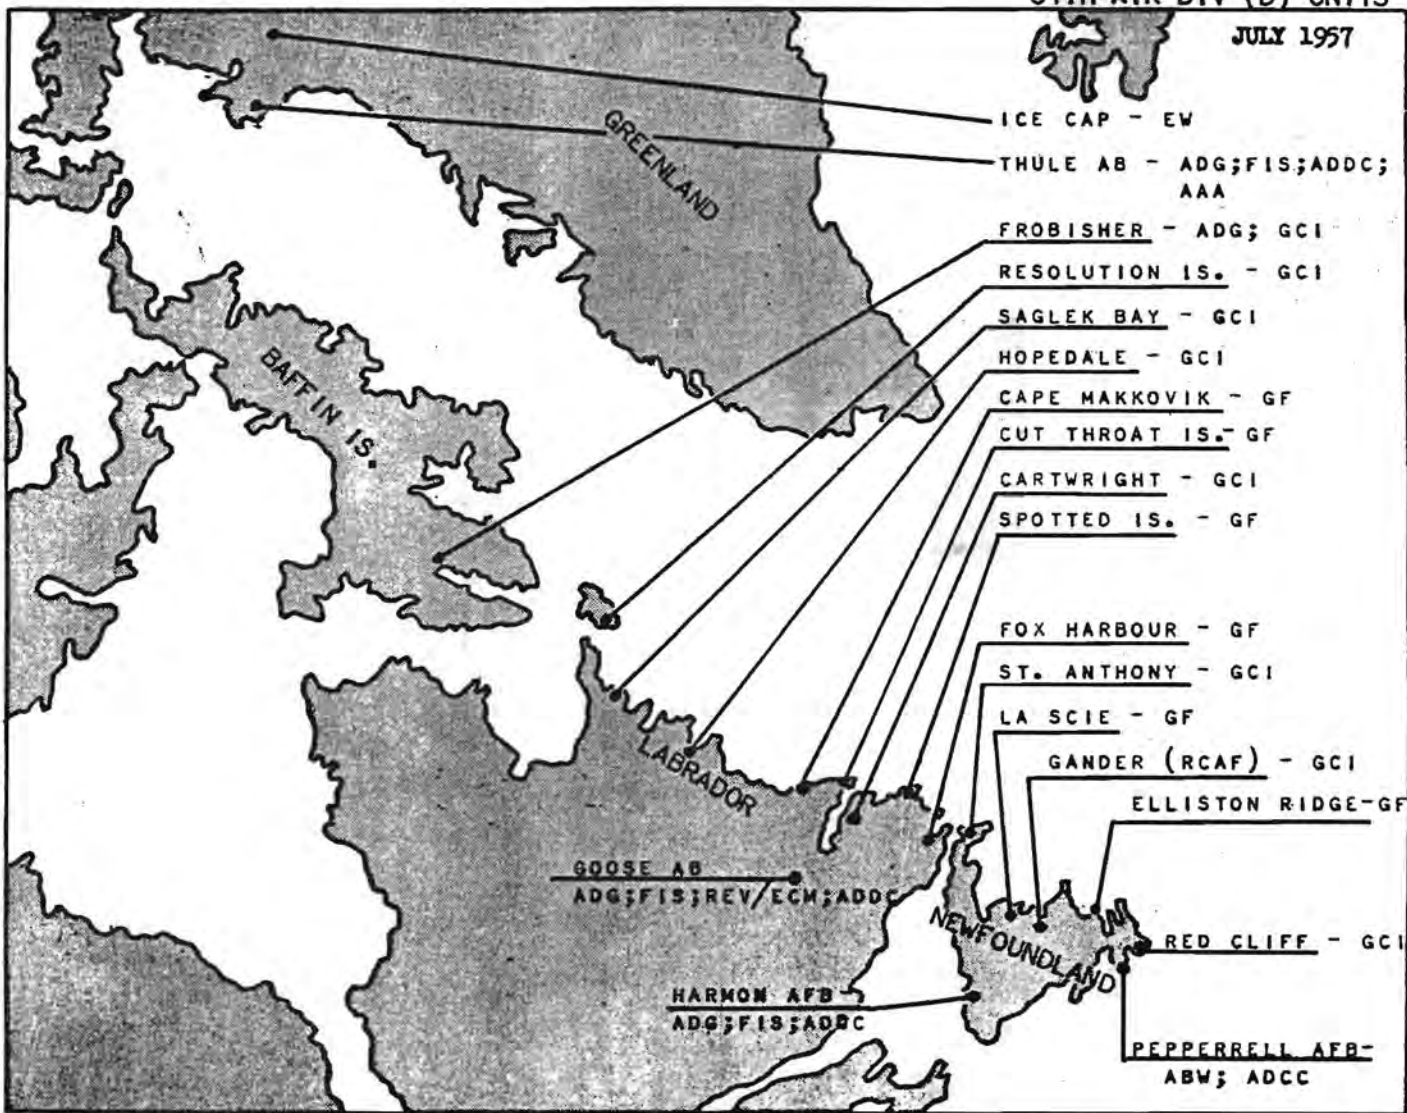 JULY 1957
ICE CAP - EW
THULE AB - ADG;FIS;ADDC;
AAA
FROBISHER - ADG; GCI
RESOLUTION IS. - GCI
SAGLEK BAY - GCI
HOPEDALE - GCI
CAPE MAKKOVIK - GF
CUT THROAT IS.- GF
CARTWRIGHT - GCI
SPOTTED IS. - GF
FOX HARBOUR - GF
ST. ANTHONY - GCI
LA SCIE - GF
GANDER (RCAF) - GCI
ELLISTON RIDGE-GF
RED CLIFF - GCI
PEPPERRELL AFB-
ABW; ADCC
GREENLAND
BAFFIN IS.
LABRADOR
GOOSE AB
ADG;FIS;REV/ECM;ADDC
NEWFOUNDLAND
HARMON AFB-
ADG;FIS;ADDC